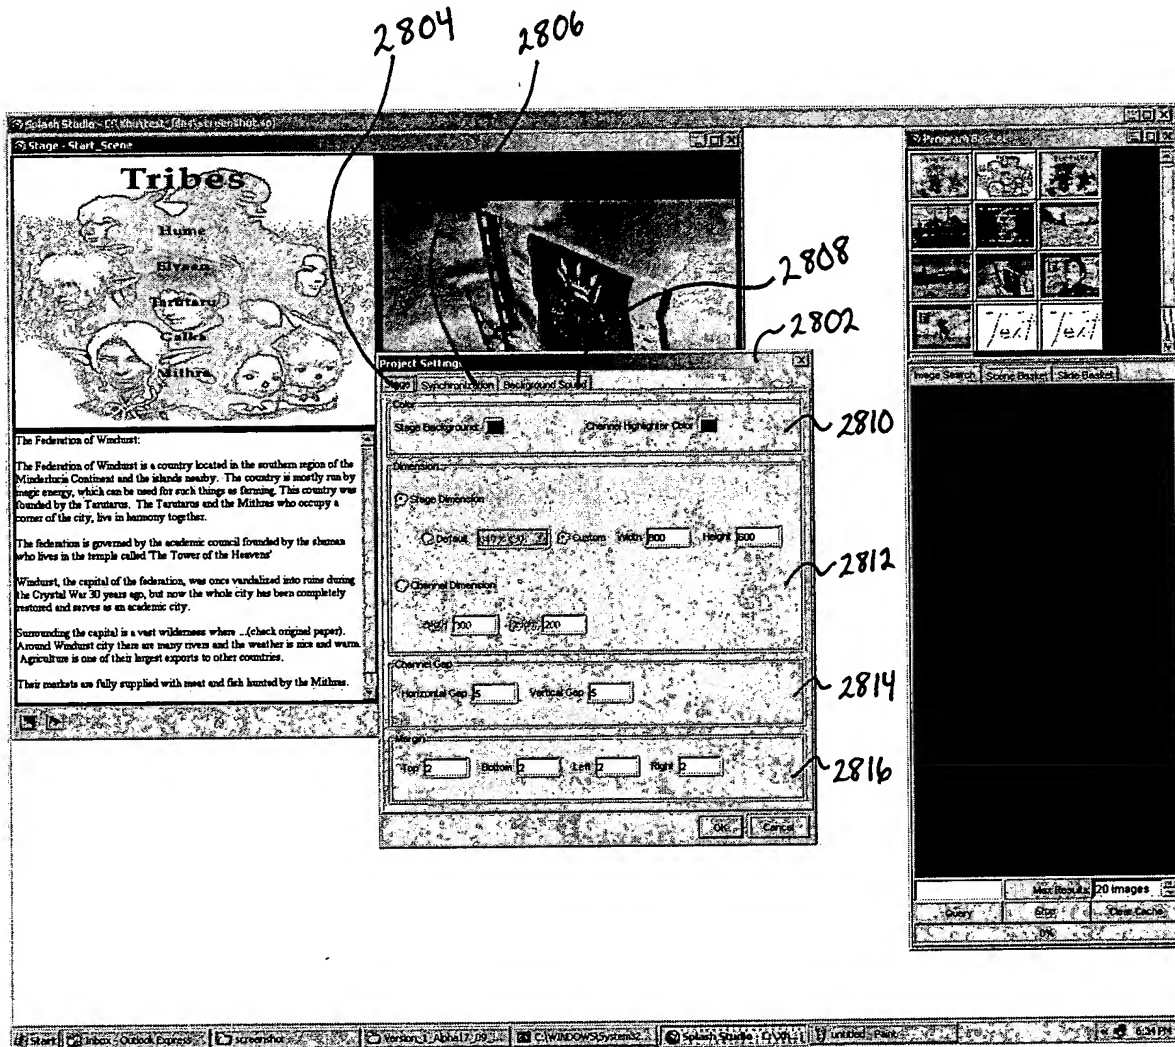 2804 2806
Splash Studio -
Stage - Start_Scene
Program Basket
Tribes
Hume
Elvaan
Tarutaru
Galka
Mithra
2808
2802
Project Settings
Stage Synchronization Background Sound
Image Search Scene Basket Slide Basket
Color
Stage Background: Channel Highlighter Color
2810
The Federation of Windurst:
The Federation of Windurst is a country located in the southern region of the
Mindartia Continent and the islands nearby. The country is mostly run by
magic energy, which can be used for such things as farming. This country was
founded by the Tarutarus. The Tarutarus and the Mithras who occupy a
corner of the city, live in harmony together.
The federation is governed by the academic council founded by the shaman
who lives in the temple called 'The Tower of the Heavens'
Windurst, the capital of the federation, was once vandalized into ruins during
the Crystal War 30 years ago, but now the whole city has been completely
restored and serves as an academic city.
Surrounding the capital is a vast wilderness where ...(check original paper).
Around Windurst city there are many rivers and the weather is nice and warm.
Agriculture is one of their largest exports to other countries.
Their markets are fully supplied with meat and fish hunted by the Mithras.
Dimension
Stage Dimension
Default Custom Width 800 Height 600
2812
Channel Dimension
Width 300 Height 200
Channel Gap
Horizontal Gap 5 Vertical Gap 5
2814
Margin
Top 2 Bottom 2 Left 2 Right 2
2816
OK Cancel
Text Text
Max Results 20 images
Query Stop Clear Cache
0%
Start Inbox - Outlook Express screenshot Version_1_Alpha17_09_ C:\WINDOWS\System32 Splash Studio untitled - Paint 6:34 PM